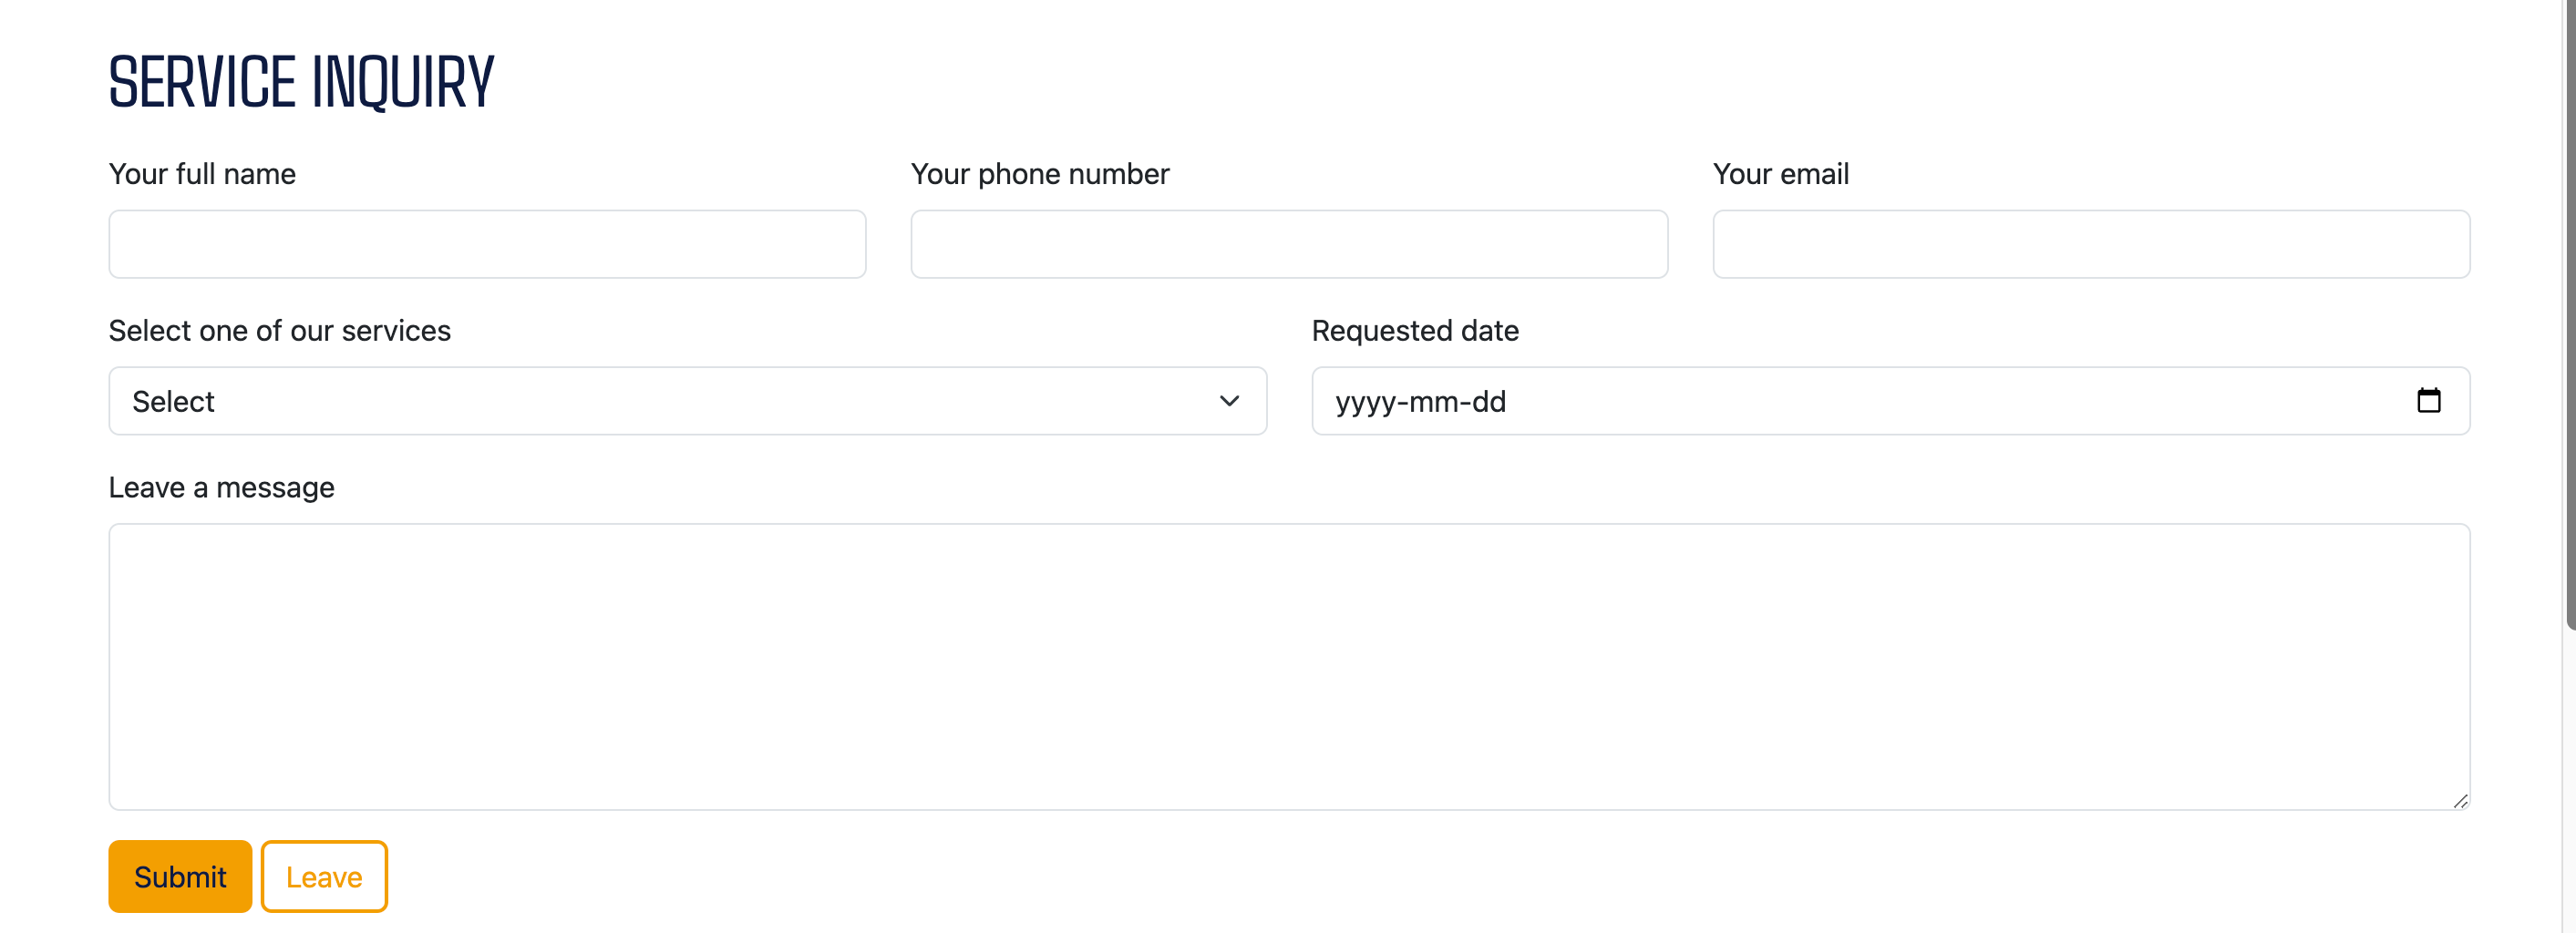 SERVICE INQUIRY
Your full name Your phone number Your email
Select one of our services Requested date
Select yyyy-mm-dd
Leave a message
Submit Leave